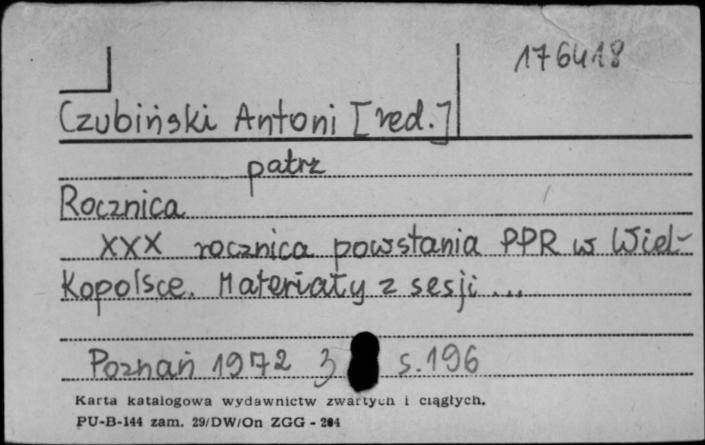 176418
Czubiński Antoni [red.]
patrz
Rocznica
XXX rocznica powstania PPR w Wiel-
kopolsce. Materiały z sesji ...
Poznań 1972 3 s. 196
Karta katalogowa wydawnictw zwartych i ciągłych.
PU-B-144 zam. 29/DW/On ZGG - 204